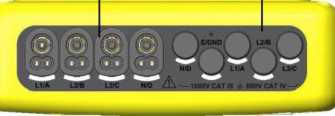 E/GND
L2/B
N/D
L1/A
L3/C
L1/A
L2/B
L3/C
N/D
1000V CAT III
600V CAT IV